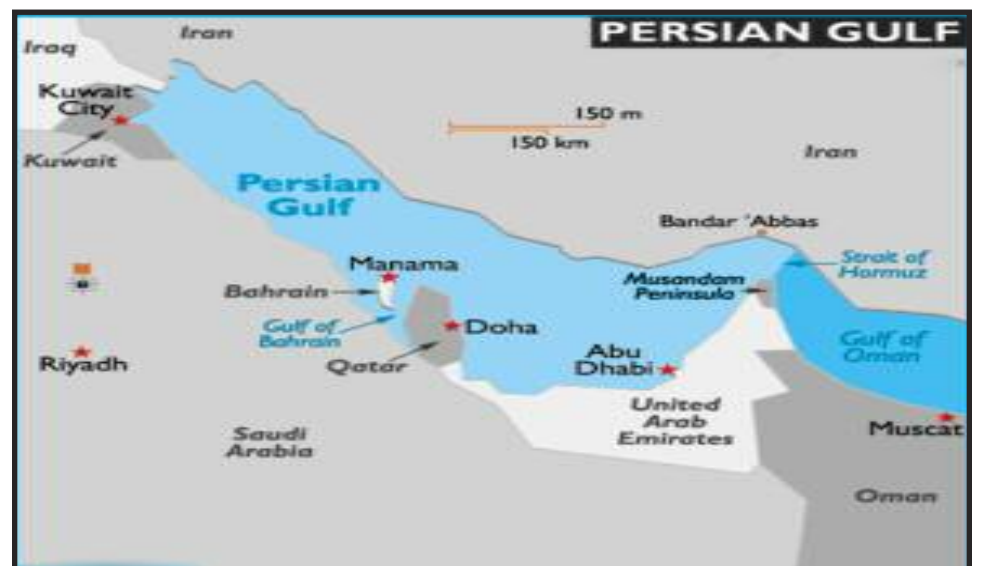 PERSIAN GULF
Iran
Iraq
Kuwait
City
Kuwait
150 m
150 km
Iran
Persian
Gulf
Bandar 'Abbas
Strait of
Hormuz
Manama
Musandam
Peninsula
Bahrain
Gulf of
Bahrain
Doha
Qatar
Gulf of
Oman
Abu
Dhabi
Riyadh
United
Arab
Emirates
Muscat
Saudi
Arabia
Oman